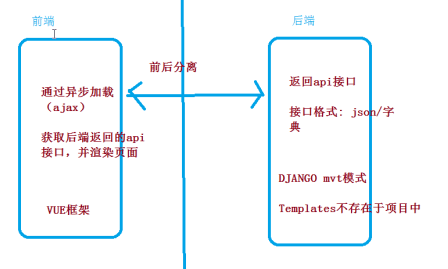 前端
后端
前后分离
通过异步加载
（ajax）
获取后端返回的api
接口，并渲染页面
VUE框架
返回api接口
接口格式: json/字
典
DJANGO mvt模式
Templates不存在于项目中